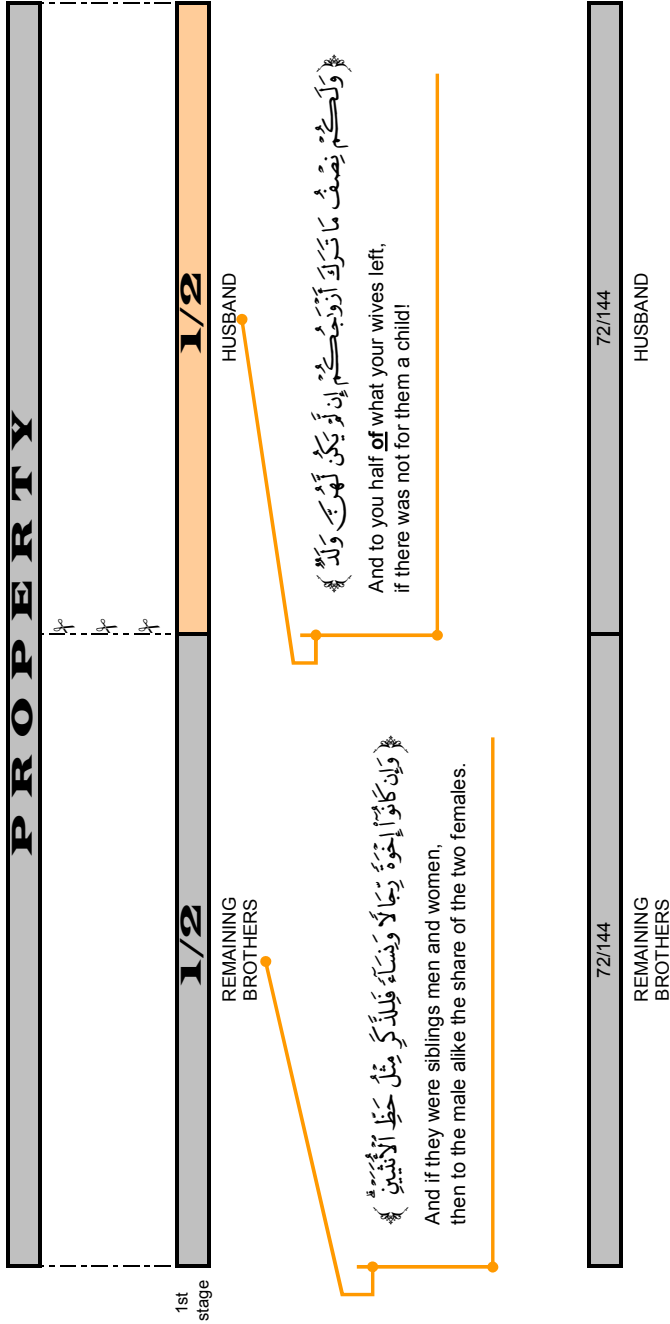 P R O P E R T Y
1st
stage
1/2
REMAINING
BROTHERS
1/2
HUSBAND
﴿ وَلَكُمْ نِصْفُ مَا تَرَكَ أَزْوَٰجُكُمْ إِن لَّمْ يَكُن لَّهُنَّ وَلَدٌ ﴾
And to you half of what your wives left,
if there was not for them a child!
﴿ وَإِن كَانُوٓا۟ إِخْوَةً رِّجَالًا وَنِسَآءً فَلِلذَّكَرِ مِثْلُ حَظِّ ٱلْأُنثَيَيْنِ ۗ ﴾
And if they were siblings men and women,
then to the male alike the share of the two females.
72/144
REMAINING
BROTHERS
72/144
HUSBAND